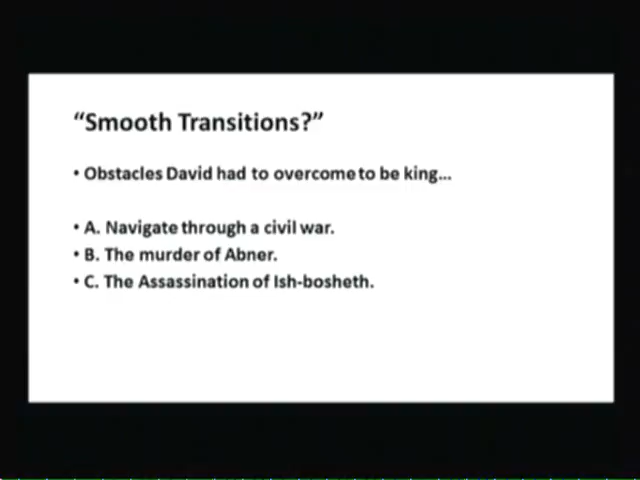 “Smooth Transitions?”
• Obstacles David had to overcome to be king...
• A. Navigate through a civil war.
• B. The murder of Abner.
• C. The Assassination of Ish-bosheth.